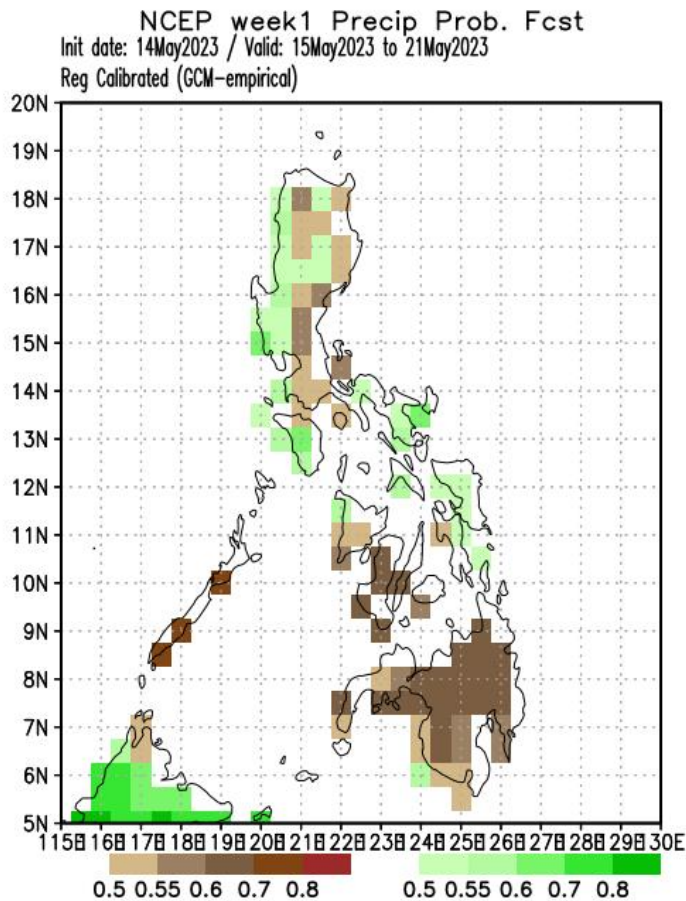 NCEP week1 Precip Prob. Fcst
Init date: 14May2023 / Valid: 15May2023 to 21May2023
Reg Calibrated (GCM-empirical)
20N
19N
18N
17N
16N
15N
14N
13N
12N
11N
10N
9N
8N
7N
6N
5N
115E 116E 117E 118E 119E 120E 121E 122E 123E 124E 125E 126E 127E 128E 129E 130E
0.5 0.55 0.6 0.7 0.8 0.5 0.55 0.6 0.7 0.8